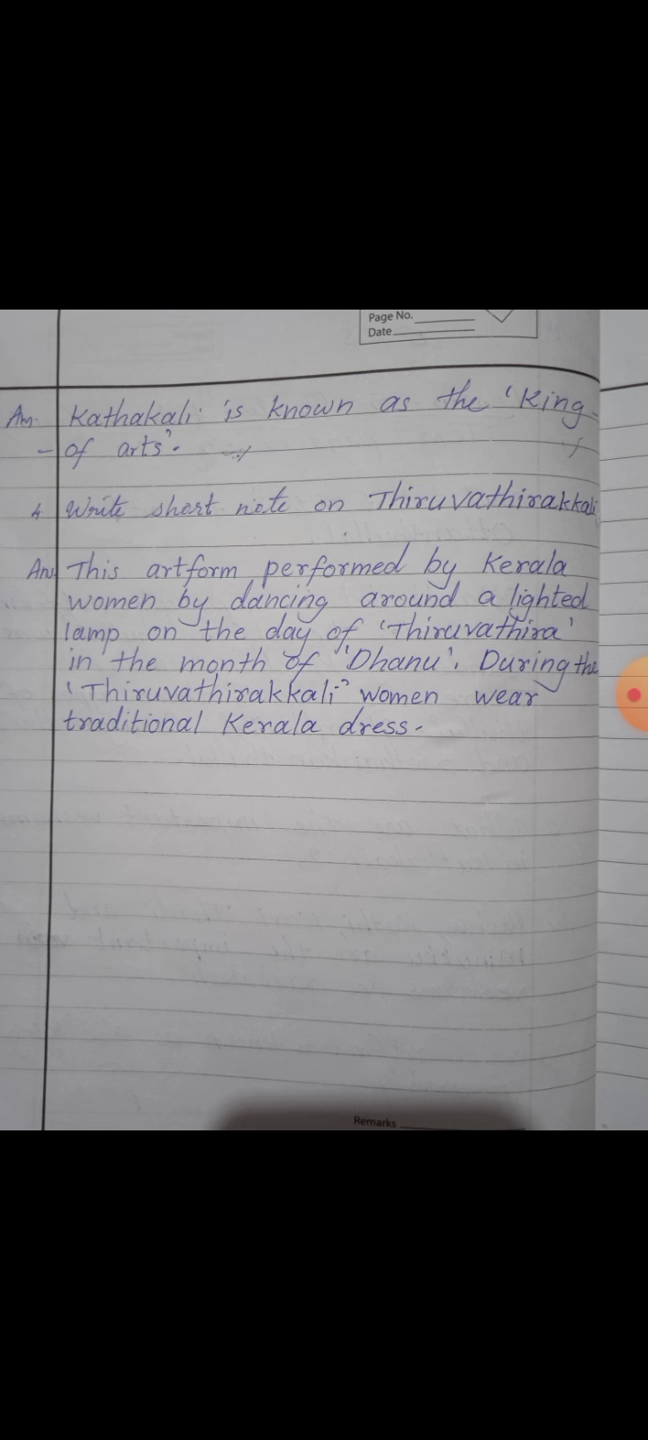 Page No.
Date
Ans. Kathakali is known as the 'King
- of arts'.
4. Write short note on Thiruvathirakkali
Ans. This artform performed by Kerala
women by dancing around a lighted
lamp on the day of 'Thiruvathira'
in the month of 'Dhanu'. During the
'Thiruvathirakkali' women wear
traditional Kerala dress.
Remarks